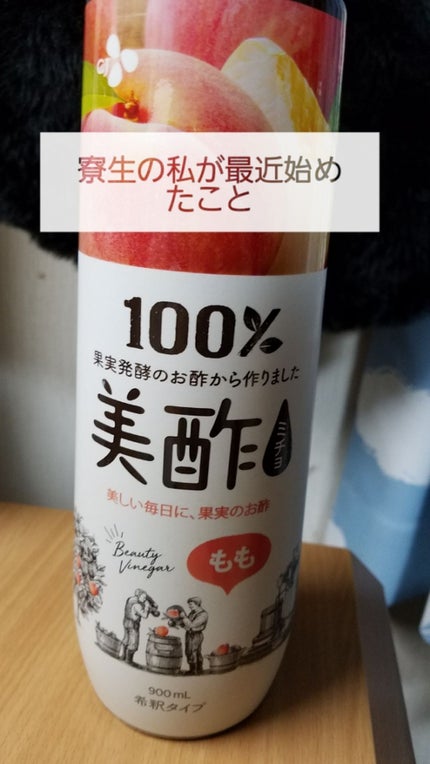 寮生の私が最近始め
たこと
100%
果実発酵のお酢から作りました
美酢
ミチョ
美しい毎日に、果実のお酢
Beauty
Vinegar
もも
900mL
希釈タイプ